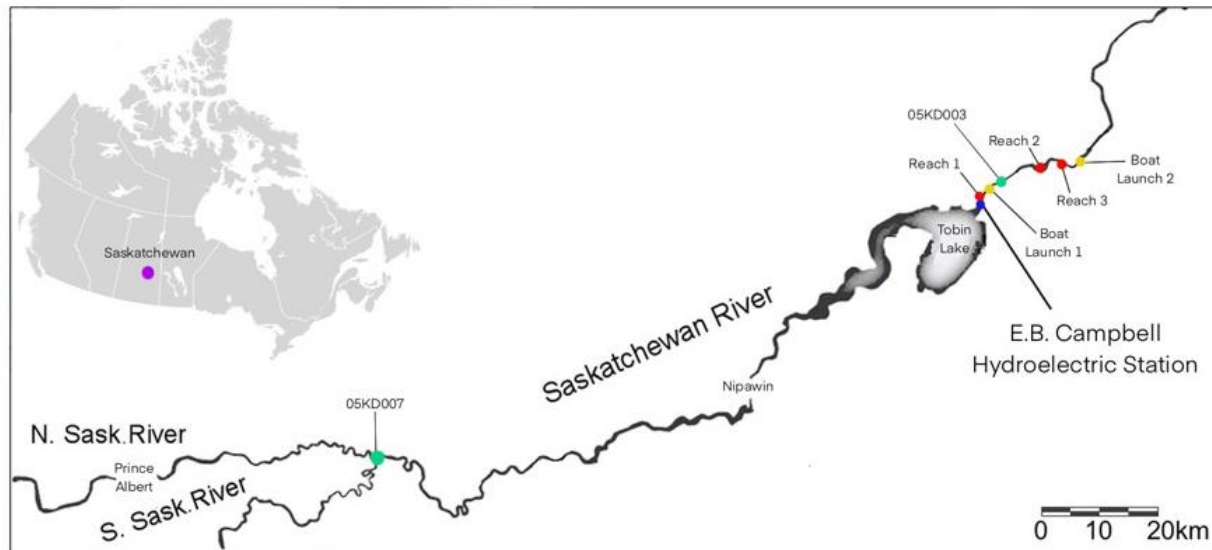 Saskatchewan
05KD003
Reach 2
Reach 1
Boat
Launch 2
Reach 3
Tobin
Lake
Boat
Launch 1
E.B. Campbell
Hydroelectric Station
Saskatchewan River
Nipawin
05KD007
N. Sask.River
Prince
Albert
S. Sask.River
0 10 20km